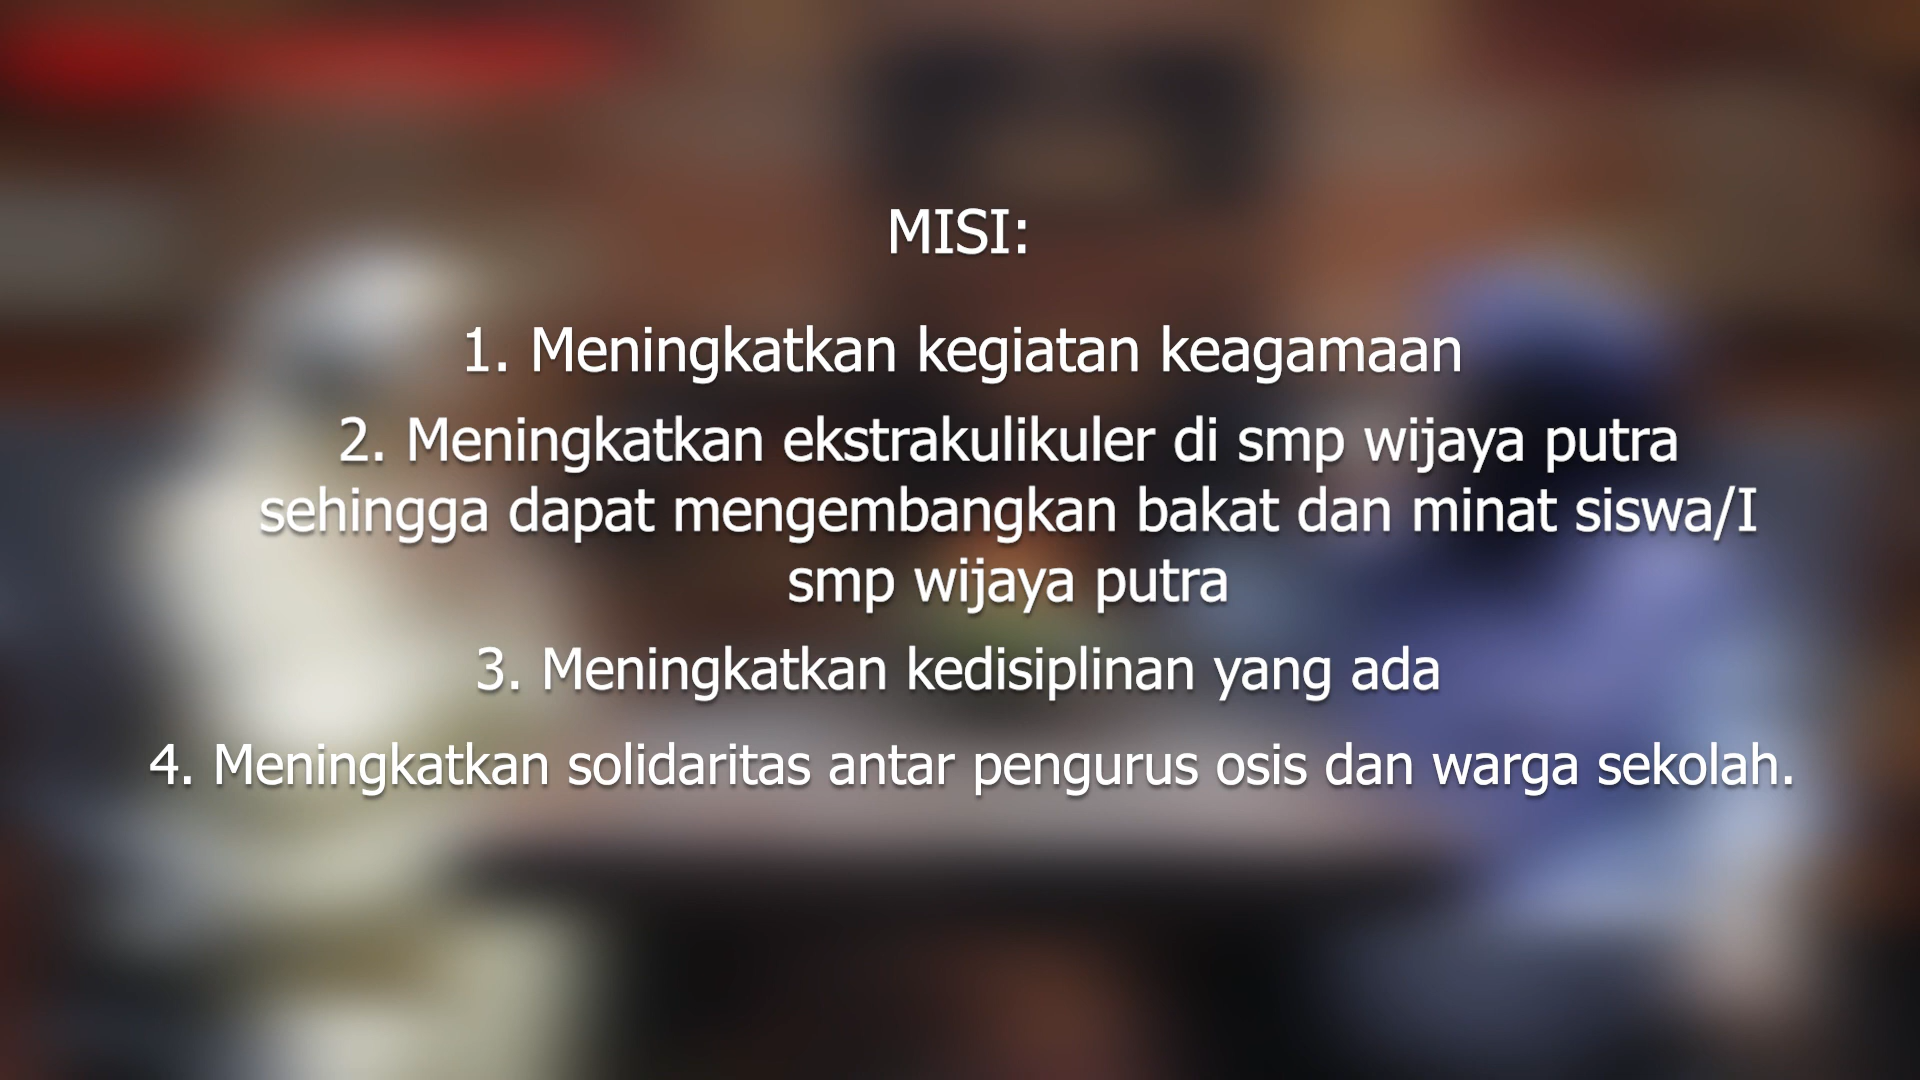 MISI:
1. Meningkatkan kegiatan keagamaan
2. Meningkatkan ekstrakulikuler di smp wijaya putra
sehingga dapat mengembangkan bakat dan minat siswa/I
smp wijaya putra
3. Meningkatkan kedisiplinan yang ada
4. Meningkatkan solidaritas antar pengurus osis dan warga sekolah.